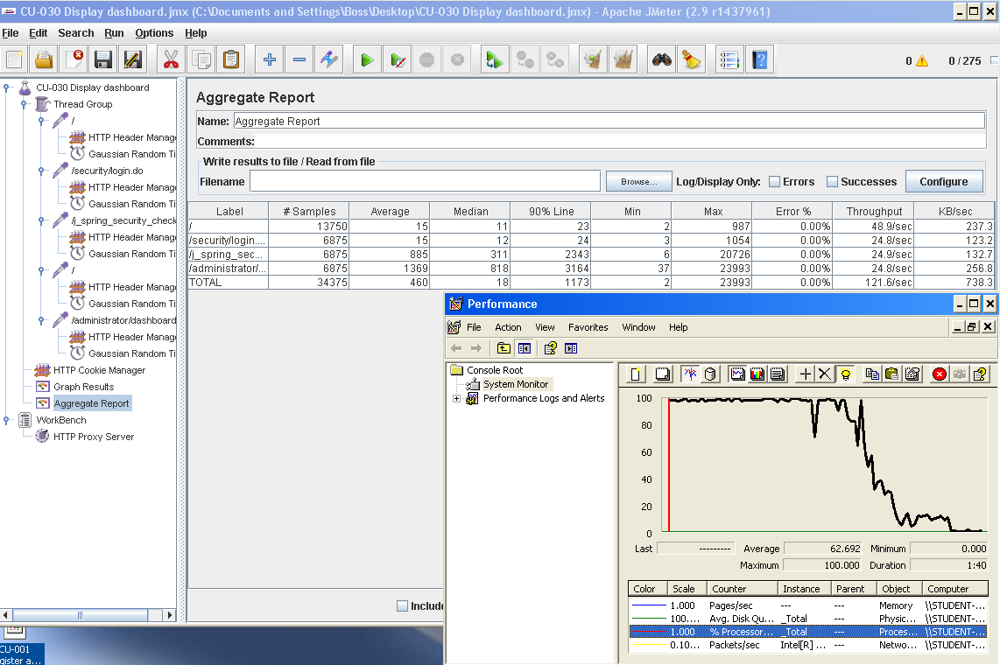 CU-030 Display dashboard.jmx (C:\Documents and Settings\Boss\Desktop\CU-030 Display dashboard.jmx) - Apache JMeter (2.9 r1437961)
File Edit Search Run Options Help
0 0 / 275
CU-030 Display dashboard
Thread Group
/
HTTP Header Manag
Gaussian Random Ti
/security/login.do
HTTP Header Manag
Gaussian Random Ti
/j_spring_security_check
HTTP Header Manag
Gaussian Random Ti
/
HTTP Header Manag
Gaussian Random Ti
/administrator/dashboard
HTTP Header Manag
Gaussian Random Ti
HTTP Cookie Manager
Graph Results
Aggregate Report
WorkBench
HTTP Proxy Server
Aggregate Report
Name: Aggregate Report
Comments:
Write results to file / Read from file
Filename Browse... Log/Display Only: Errors Successes Configure
Label # Samples Average Median 90% Line Min Max Error % Throughput KB/sec
/ 13750 15 11 23 2 987 0.00% 48.9/sec 237.3
/security/login.... 6875 15 12 24 3 1054 0.00% 24.8/sec 123.2
/j_spring_sec... 6875 885 311 2343 6 20726 0.00% 24.9/sec 132.7
/administrator/... 6875 1369 818 3164 37 23993 0.00% 24.8/sec 256.8
TOTAL 34375 460 18 1173 2 23993 0.00% 121.6/sec 738.3
Include
Performance
File Action View Favorites Window Help
Console Root
System Monitor
Performance Logs and Alerts
100
80
60
40
20
0
Last --------- Average 62.692 Minimum 0.000
Maximum 100.000 Duration 1:40
Color Scale Counter Instance Parent Object Computer
1.000 Pages/sec --- --- Memory \\STUDENT-...
100.... Avg. Disk Qu... _Total --- Physic... \\STUDENT-...
1.000 % Processor... _Total --- Proces... \\STUDENT-...
0.10... Packets/sec Intel[R] ... --- Netwo... \\STUDENT-...
CU-001
gister a...